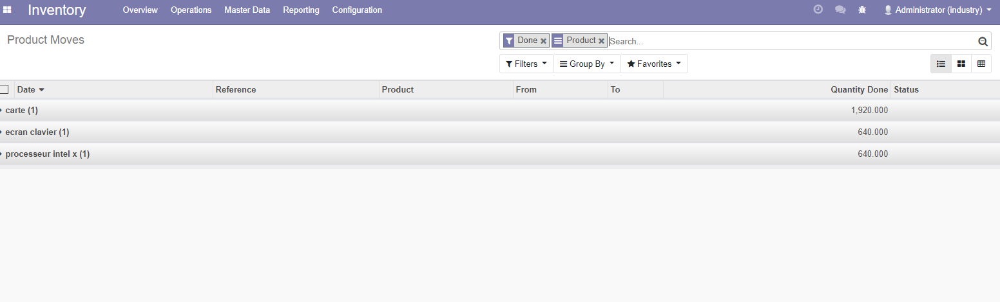 Inventory Overview Operations Master Data Reporting Configuration Administrator (industry)
Product Moves Done Product Search...
Filters Group By Favorites
Date Reference Product From To Quantity Done Status
carte (1) 1,920.000
ecran clavier (1) 640.000
processeur intel x (1) 640.000